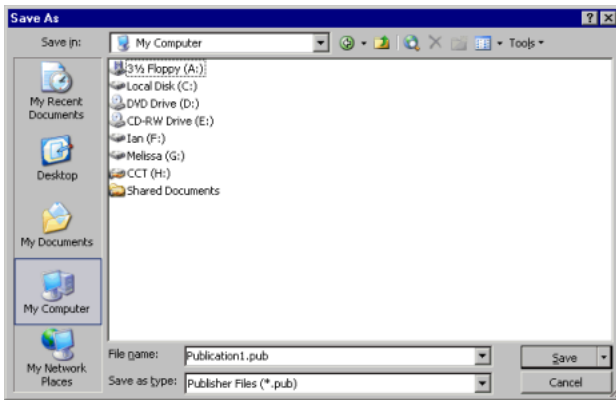 Save As
Save in:
My Computer
Tools
My Recent
Documents
Desktop
My Documents
My Computer
My Network
Places
3½ Floppy (A:)
Local Disk (C:)
DVD Drive (D:)
CD-RW Drive (E:)
Ian (F:)
Melissa (G:)
CCT (H:)
Shared Documents
File name:
Publication1.pub
Save
Save as type:
Publisher Files (*.pub)
Cancel